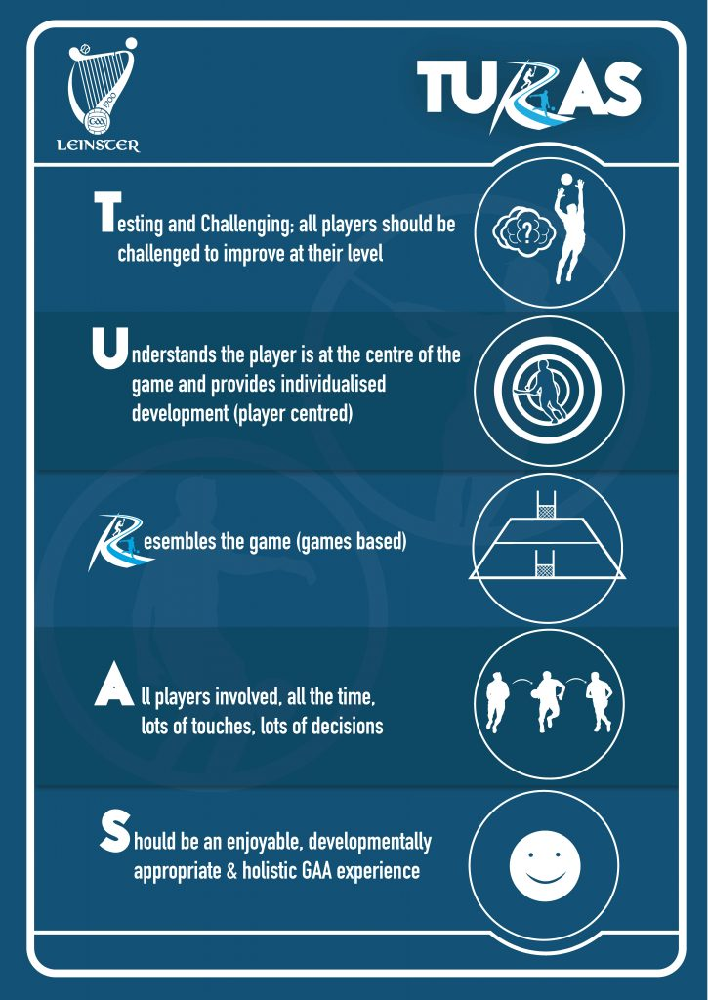 1900
GAA
LEINSTER
TURAS
Testing and Challenging; all players should be
challenged to improve at their level
?
Understands the player is at the centre of the
game and provides individualised
development (player centred)
Resembles the game (games based)
All players involved, all the time,
lots of touches, lots of decisions
Should be an enjoyable, developmentally
appropriate & holistic GAA experience